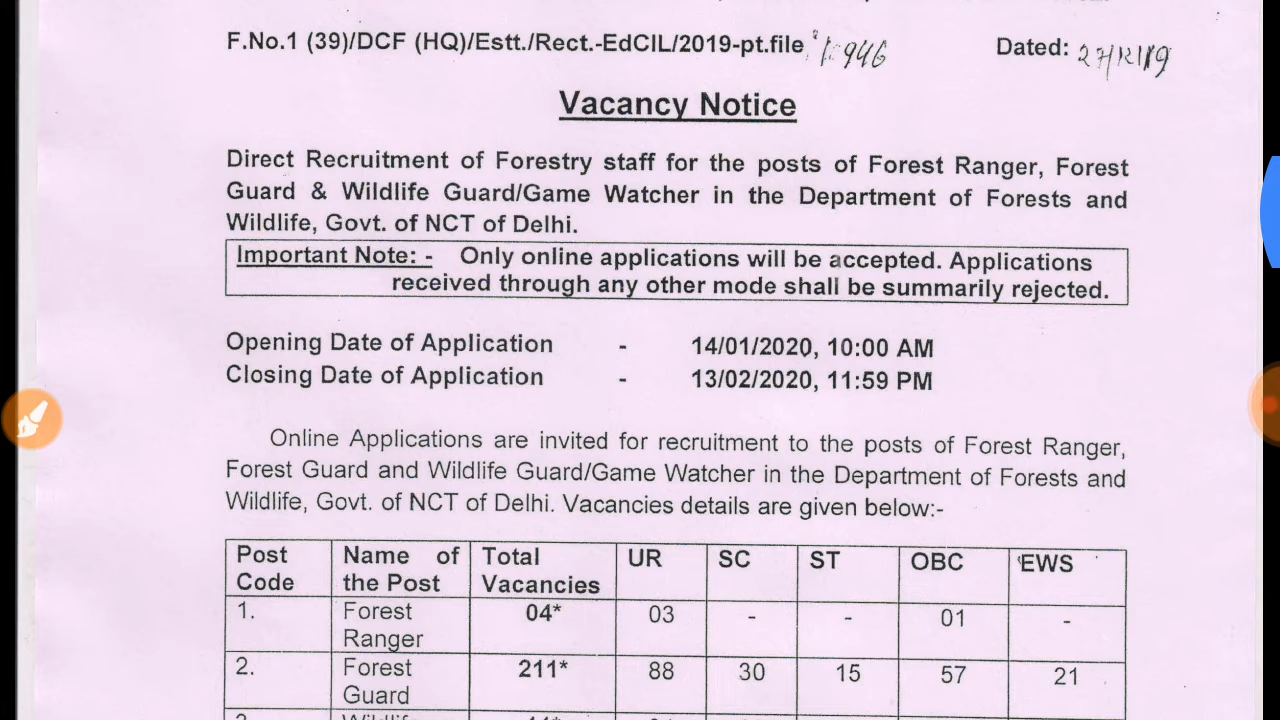 F.No.1 (39)/DCF (HQ)/Estt./Rect.-EdCIL/2019-pt.file 946
Dated: 27/12/19
Vacancy Notice
Direct Recruitment of Forestry staff for the posts of Forest Ranger, Forest
Guard & Wildlife Guard/Game Watcher in the Department of Forests and
Wildlife, Govt. of NCT of Delhi.
Important Note: - Only online applications will be accepted. Applications
received through any other mode shall be summarily rejected.
Opening Date of Application - 14/01/2020, 10:00 AM
Closing Date of Application - 13/02/2020, 11:59 PM
Online Applications are invited for recruitment to the posts of Forest Ranger,
Forest Guard and Wildlife Guard/Game Watcher in the Department of Forests and
Wildlife, Govt. of NCT of Delhi. Vacancies details are given below:-
Post Name of Total UR SC ST OBC EWS
Code the Post Vacancies
1. Forest 04* 03 - - 01 -
Ranger
2. Forest 211* 88 30 15 57 21
Guard